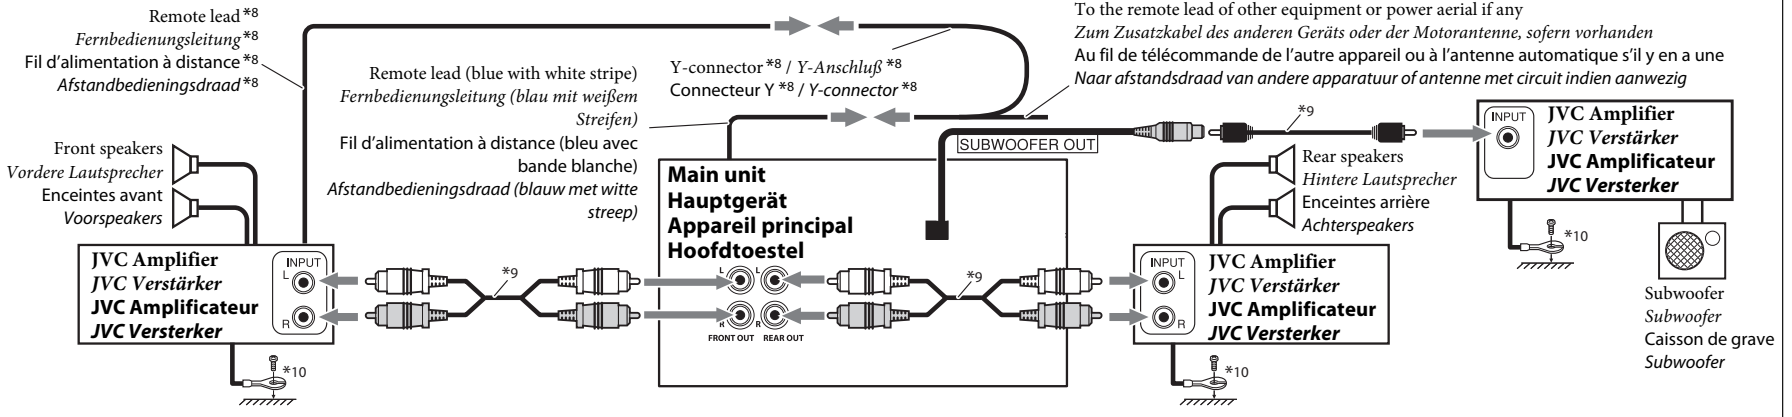 Remote lead *8
Fernbedienungsleitung *8
Fil d'alimentation à distance *8
Afstandbedieningsdraad *8
Remote lead (blue with white stripe)
Fernbedienungsleitung (blau mit weißem
Streifen)
Fil d'alimentation à distance (bleu avec
bande blanche)
Afstandbedieningsdraad (blauw met witte
streep)
Y-connector *8 / Y-Anschluß *8
Connecteur Y *8 / Y-connector *8
To the remote lead of other equipment or power aerial if any
Zum Zusatzkabel des anderen Geräts oder der Motorantenne, sofern vorhanden
Au fil de télécommande de l'autre appareil ou à l'antenne automatique s'il y en a une
Naar afstandsdraad van andere apparatuur of antenne met circuit indien aanwezig
Front speakers
Vordere Lautsprecher
Enceintes avant
Voorspeakers
JVC Amplifier
JVC Verstärker
JVC Amplificateur
JVC Versterker
INPUT
L
R
*10
*9
Main unit
Hauptgerät
Appareil principal
Hoofdtoestel
SUBWOOFER OUT
L
L
R
R
FRONT OUT
REAR OUT
*9
Rear speakers
Hintere Lautsprecher
Enceintes arrière
Achterspeakers
INPUT
L
R
JVC Amplifier
JVC Verstärker
JVC Amplificateur
JVC Versterker
*10
*9
INPUT
JVC Amplifier
JVC Verstärker
JVC Amplificateur
JVC Versterker
*10
Subwoofer
Subwoofer
Caisson de grave
Subwoofer